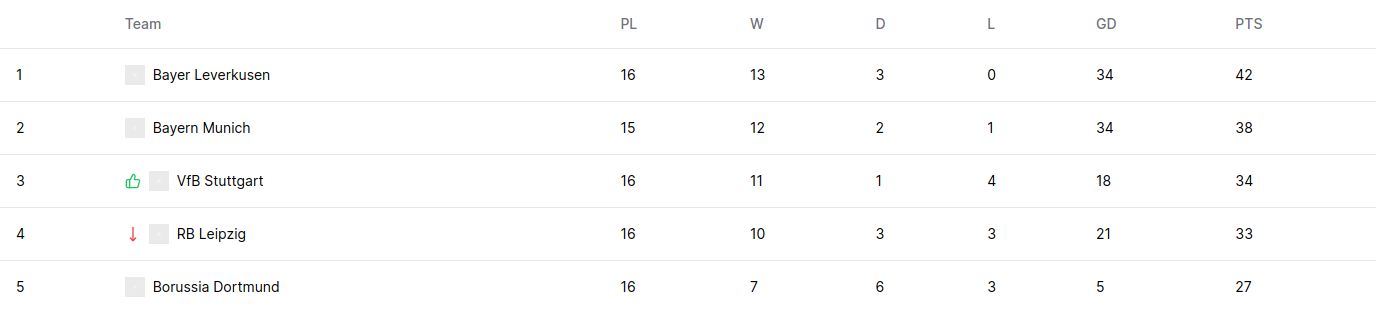 Team PL W D L GD PTS
1 Bayer Leverkusen 16 13 3 0 34 42
2 Bayern Munich 15 12 2 1 34 38
3 VfB Stuttgart 16 11 1 4 18 34
4 RB Leipzig 16 10 3 3 21 33
5 Borussia Dortmund 16 7 6 3 5 27